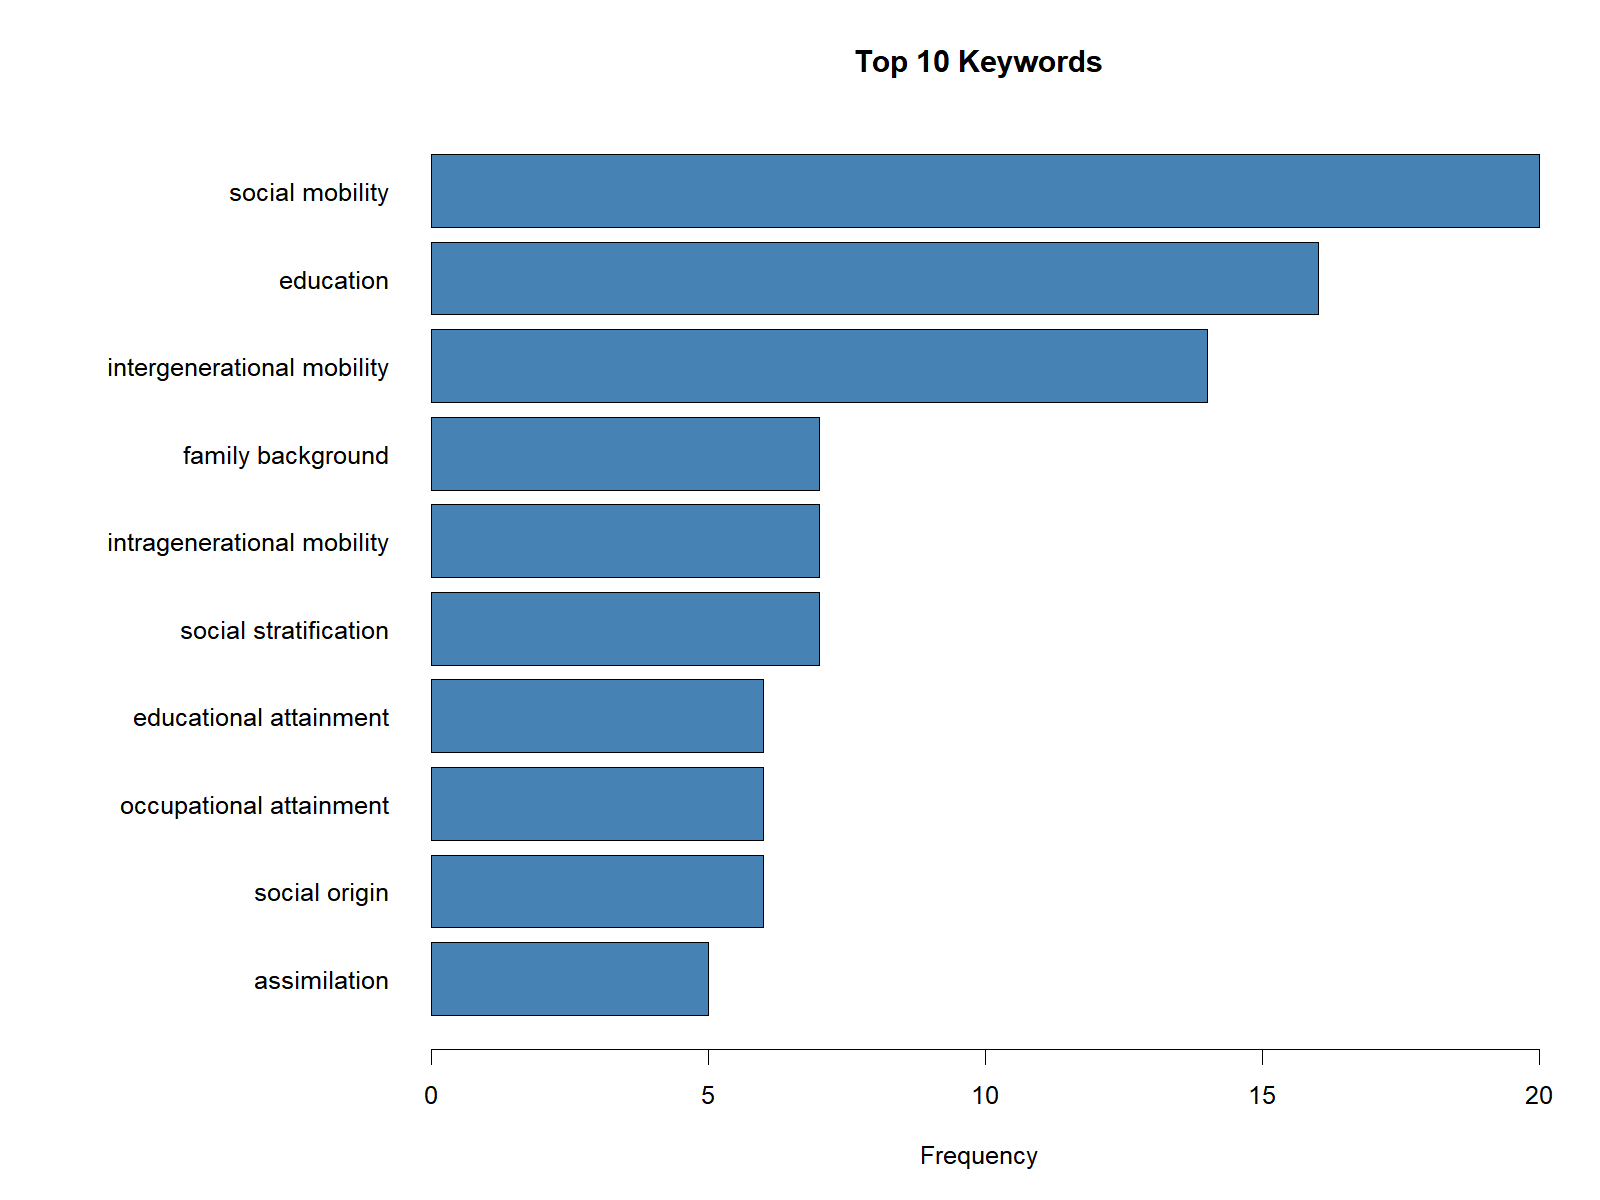 Top 10 Keywords
social mobility
education
intergenerational mobility
family background
intragenerational mobility
social stratification
educational attainment
occupational attainment
social origin
assimilation
0 5 10 15 20
Frequency